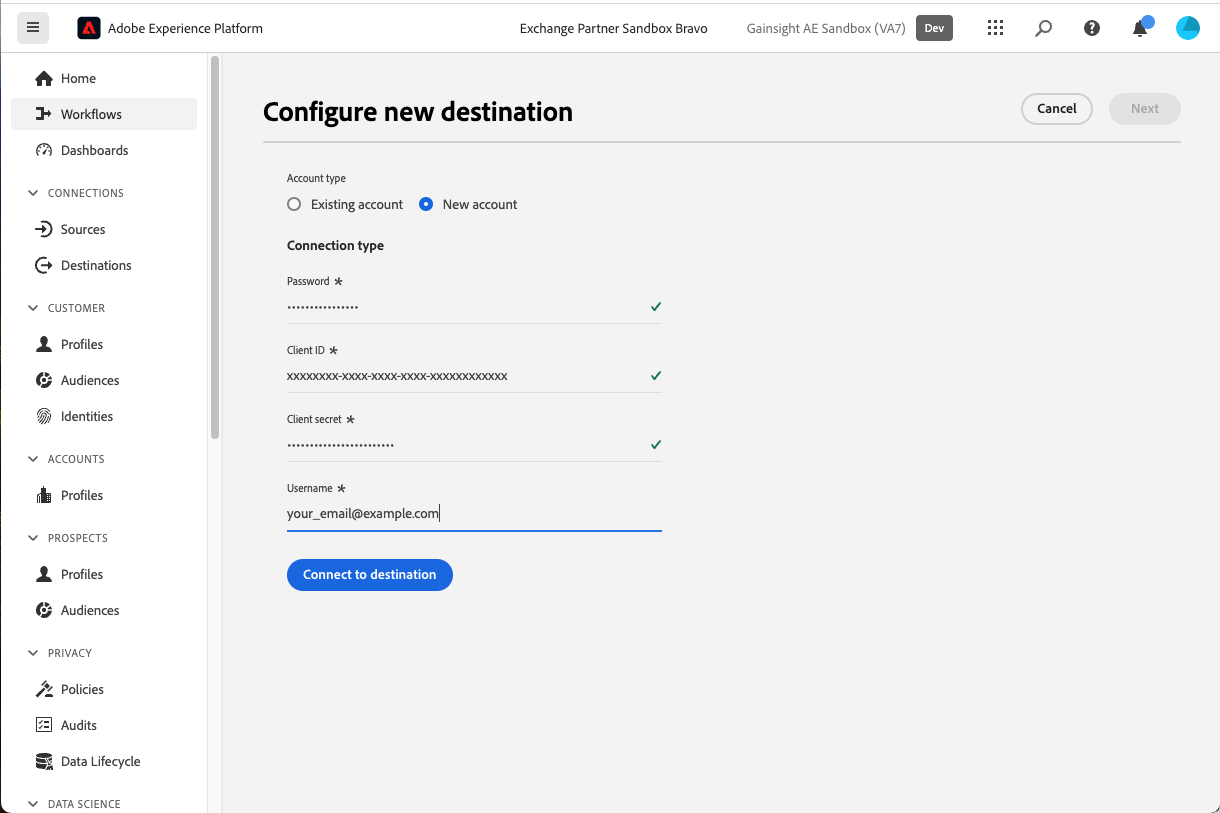 Adobe Experience Platform
Exchange Partner Sandbox Bravo
Gainsight AE Sandbox (VA7)
Dev
Home
Workflows
Dashboards
CONNECTIONS
Sources
Destinations
CUSTOMER
Profiles
Audiences
Identities
ACCOUNTS
Profiles
PROSPECTS
Profiles
Audiences
PRIVACY
Policies
Audits
Data Lifecycle
DATA SCIENCE
Configure new destination
Cancel
Next
Account type
Existing account
New account
Connection type
Password *
••••••••••••••••
Client ID *
xxxxxxxx-xxxx-xxxx-xxxx-xxxxxxxxxxxx
Client secret *
••••••••••••••••••••••••
Username *
your_email@example.com
Connect to destination